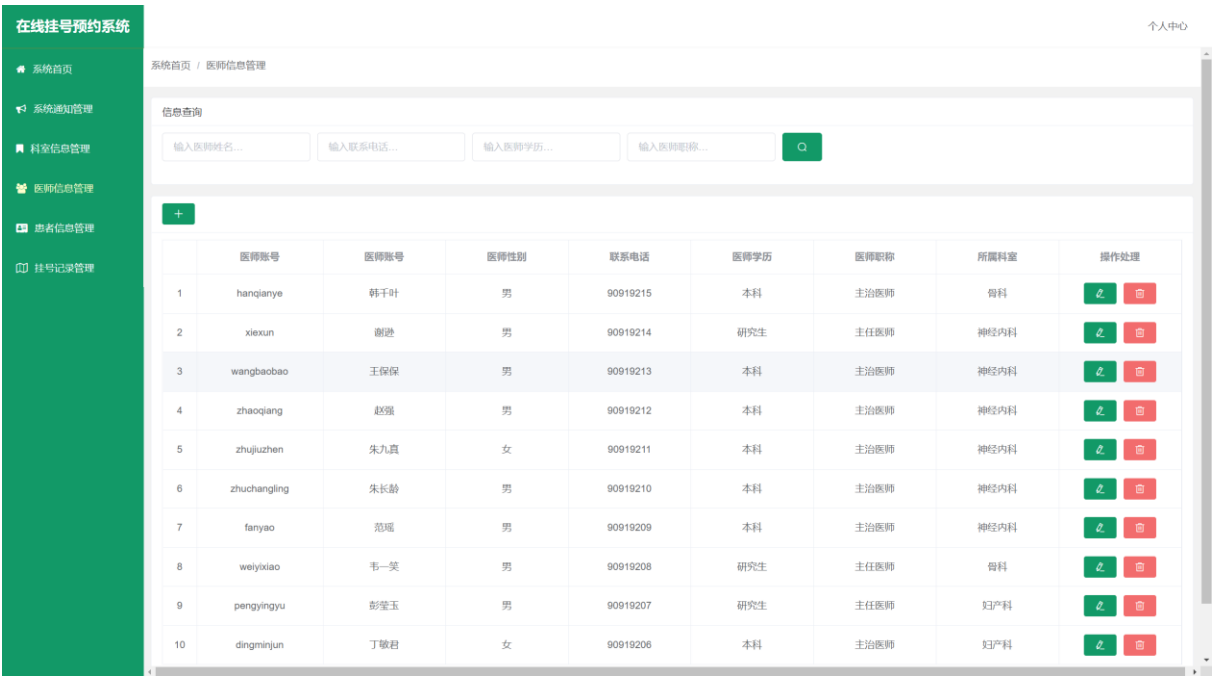 在线挂号预约系统
个人中心
系统首页
系统通知管理
科室信息管理
医师信息管理
患者信息管理
挂号记录管理
系统首页 / 医师信息管理
信息查询
输入医师姓名... 输入联系电话... 输入医师学历... 输入医师职称...
医师账号 医师账号 医师性别 联系电话 医师学历 医师职称 所属科室 操作处理
1 hanqianye 韩千叶 男 90919215 本科 主治医师 骨科
2 xiexun 谢逊 男 90919214 研究生 主任医师 神经内科
3 wangbaobao 王保保 男 90919213 本科 主治医师 神经内科
4 zhaoqiang 赵强 男 90919212 本科 主治医师 神经内科
5 zhujiuzhen 朱九真 女 90919211 本科 主治医师 神经内科
6 zhuchangling 朱长龄 男 90919210 本科 主治医师 神经内科
7 fanyao 范瑶 男 90919209 本科 主治医师 神经内科
8 weiyixiao 韦一笑 男 90919208 研究生 主任医师 骨科
9 pengyingyu 彭莹玉 男 90919207 研究生 主任医师 妇产科
10 dingminjun 丁敏君 女 90919206 本科 主治医师 妇产科